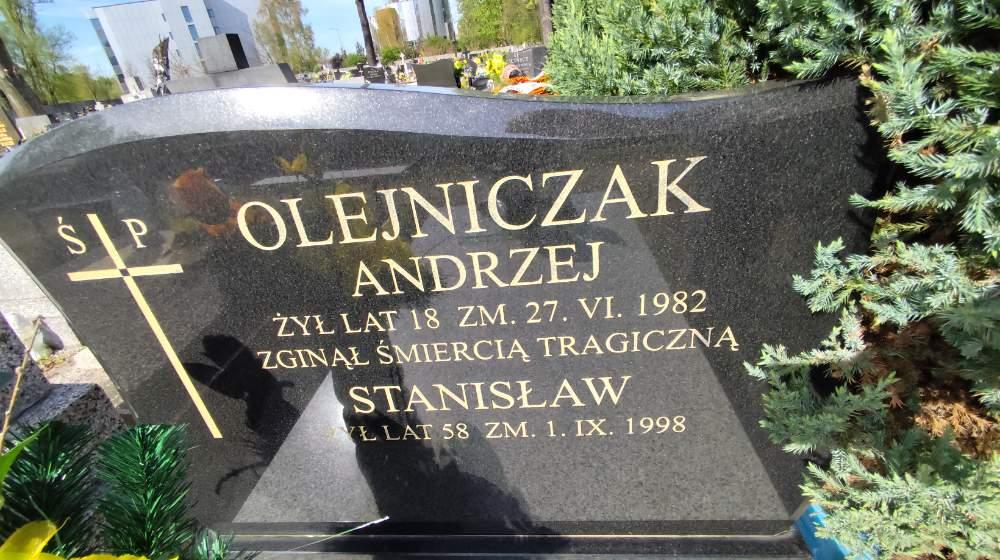 Ś P
OLEJNICZAK
ANDRZEJ
ŻYŁ LAT 18 ZM. 27. VI. 1982
ZGINĄŁ ŚMIERCIĄ TRAGICZNĄ
STANISŁAW
ŻYŁ LAT 58 ZM. 1. IX. 1998